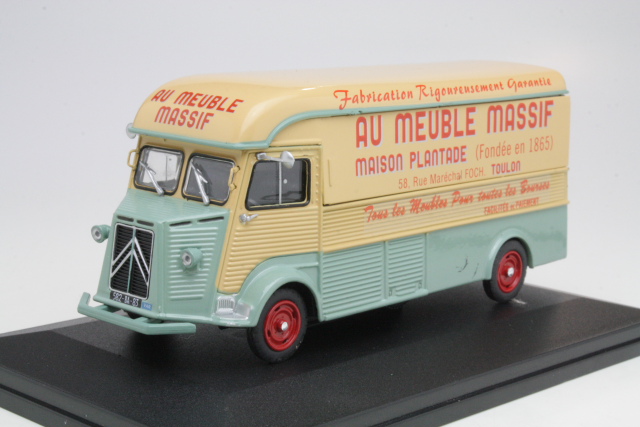 AU MEUBLE
MASSIF
Fabrication Rigoureusement Garantie
AU MEUBLE MASSIF
MAISON PLANTADE (Fondée en 1865)
58, Rue Maréchal FOCH. TOULON
Tous les Meubles Pour toutes les Bourses
FACILITÉS de PAIEMENT